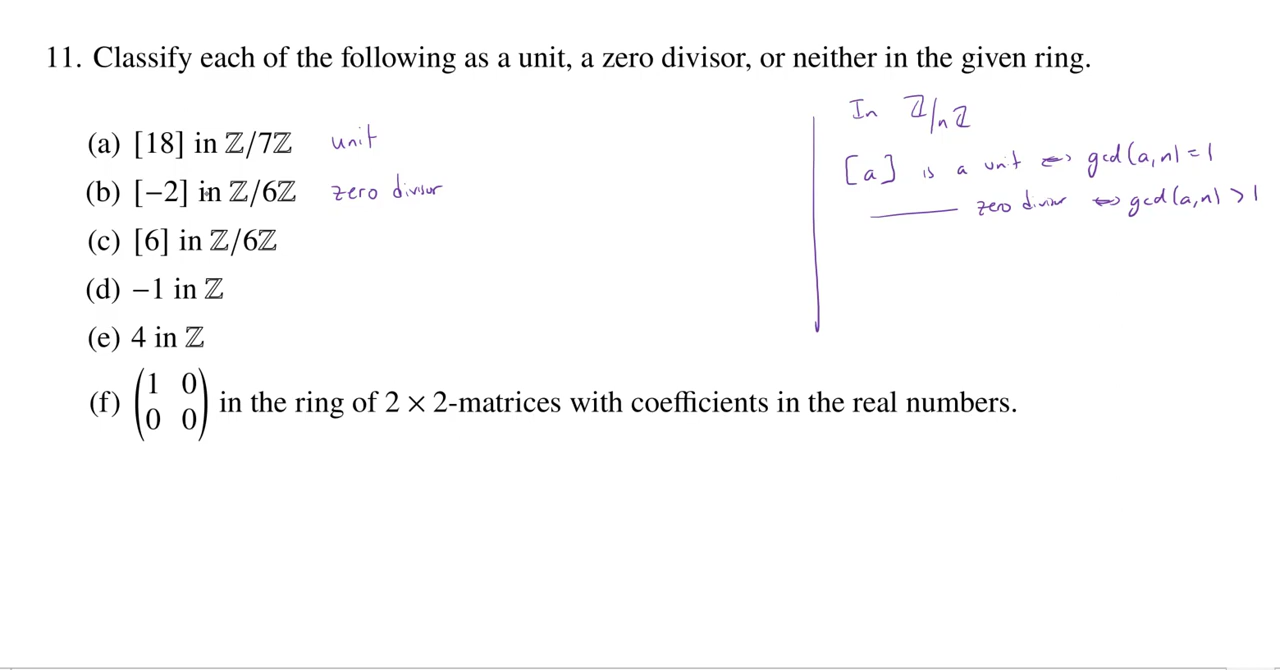 11. Classify each of the following as a unit, a zero divisor, or neither in the given ring.
(a) [18] in ℤ/7ℤ unit
(b) [−2] in ℤ/6ℤ zero divisor
(c) [6] in ℤ/6ℤ
(d) −1 in ℤ
(e) 4 in ℤ
(f) (1 0
0 0) in the ring of 2 × 2-matrices with coefficients in the real numbers.
In ℤ/nℤ
[a] is a unit ⇔ gcd(a,n) = 1
____ zero divisor ⇔ gcd(a,n) > 1